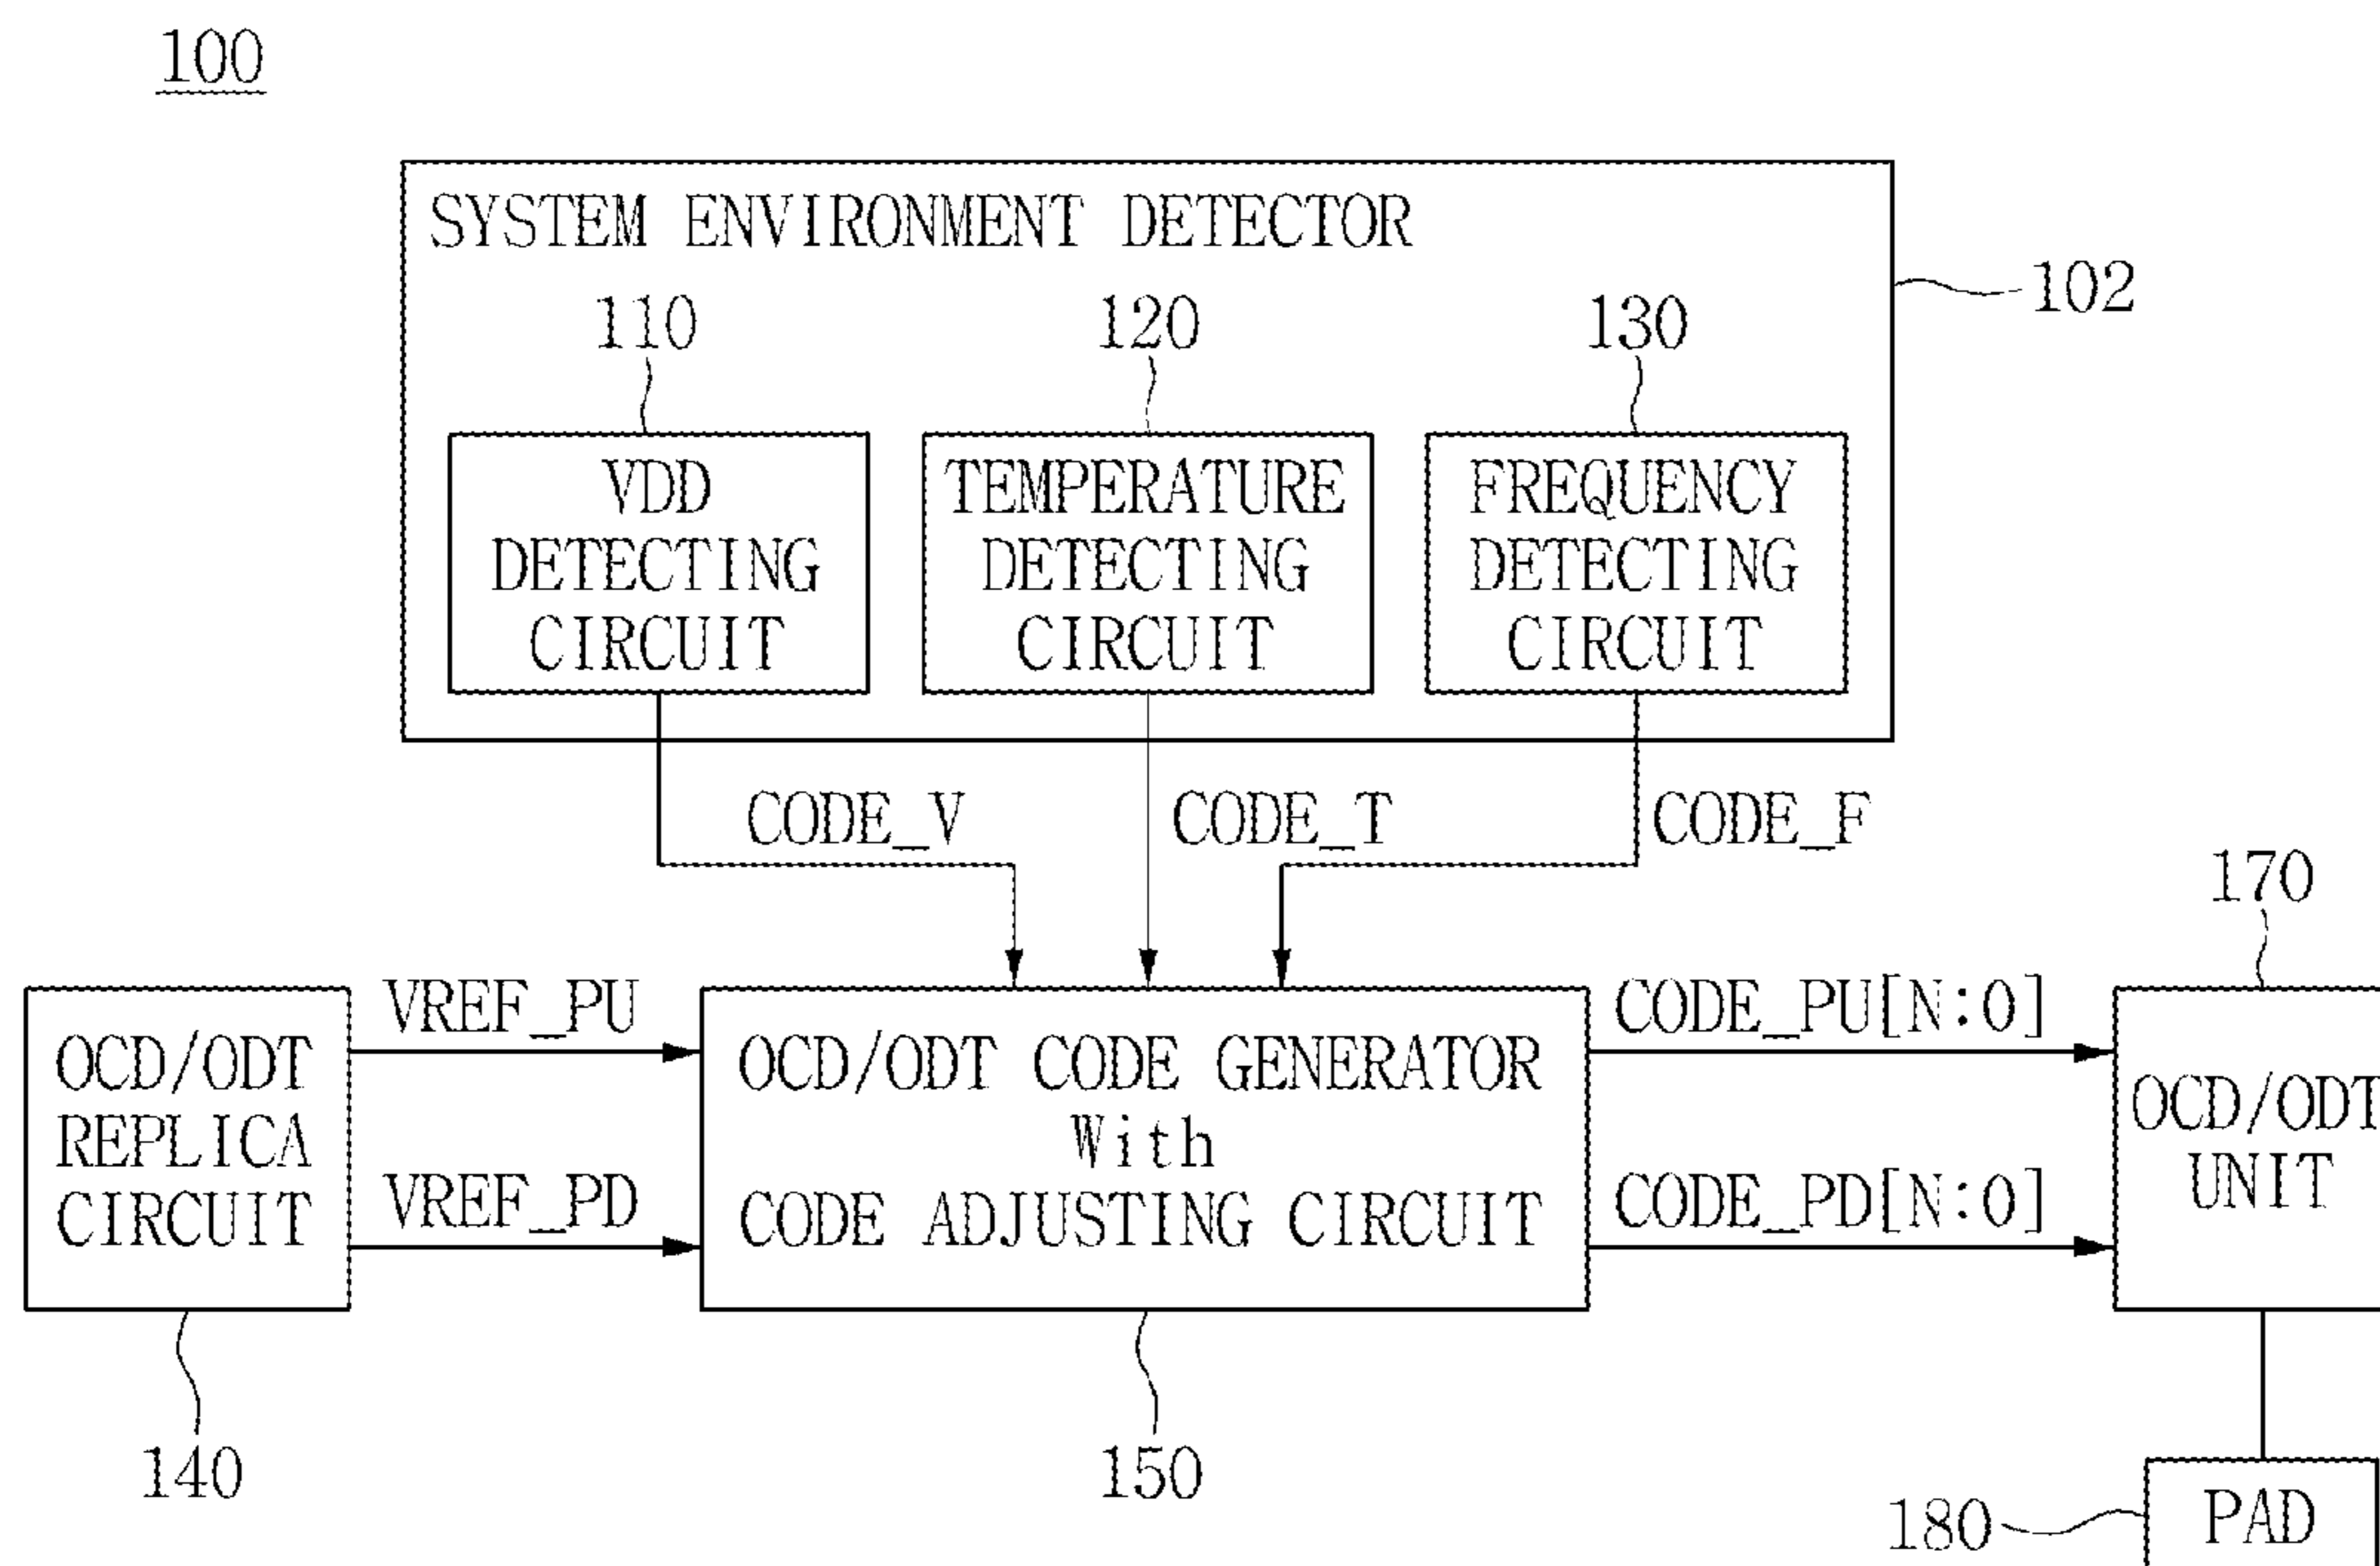 100
SYSTEM ENVIRONMENT DETECTOR
102
110
120
130
VDD
DETECTING
CIRCUIT
TEMPERATURE
DETECTING
CIRCUIT
FREQUENCY
DETECTING
CIRCUIT
CODE_V
CODE_T
CODE_F
170
OCD/ODT
REPLICA
CIRCUIT
VREF_PU
VREF_PD
OCD/ODT CODE GENERATOR
With
CODE ADJUSTING CIRCUIT
CODE_PU[N:0]
CODE_PD[N:0]
OCD/ODT
UNIT
140
150
180
PAD